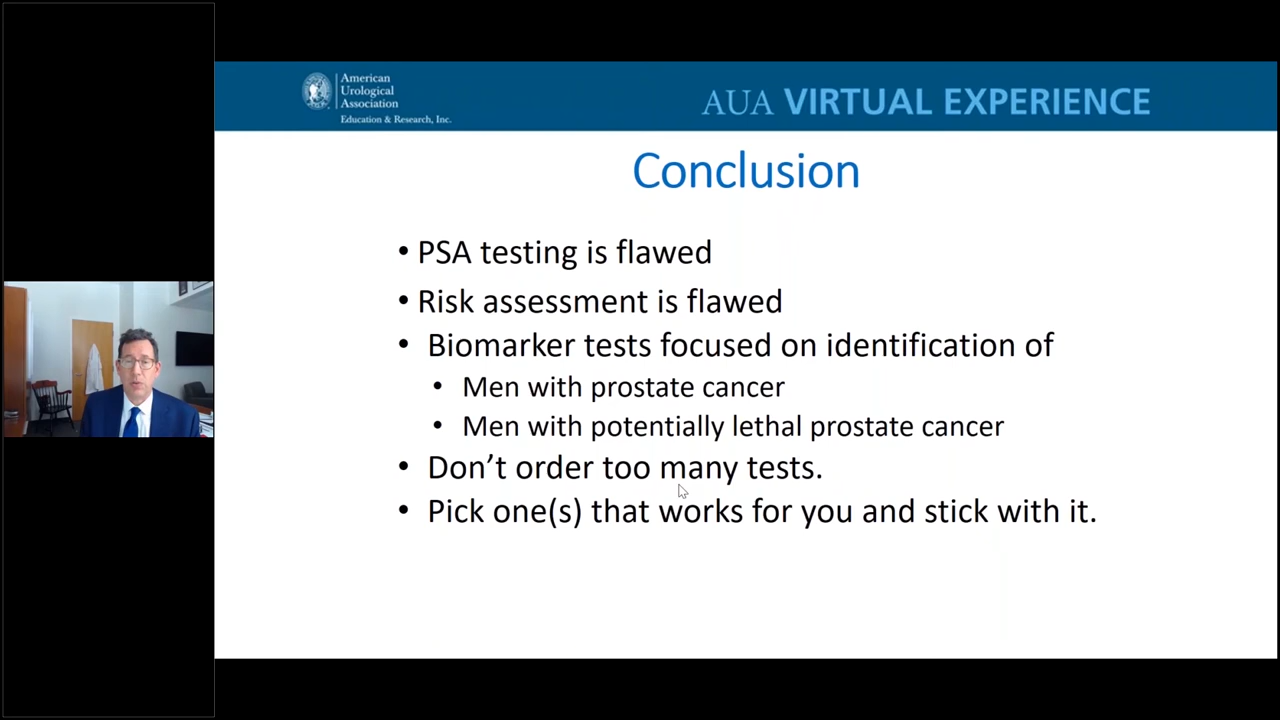 American
Urological
Association
Education & Research, Inc.
AUA VIRTUAL EXPERIENCE
Conclusion
• PSA testing is flawed
• Risk assessment is flawed
• Biomarker tests focused on identification of
• Men with prostate cancer
• Men with potentially lethal prostate cancer
• Don’t order too many tests.
• Pick one(s) that works for you and stick with it.